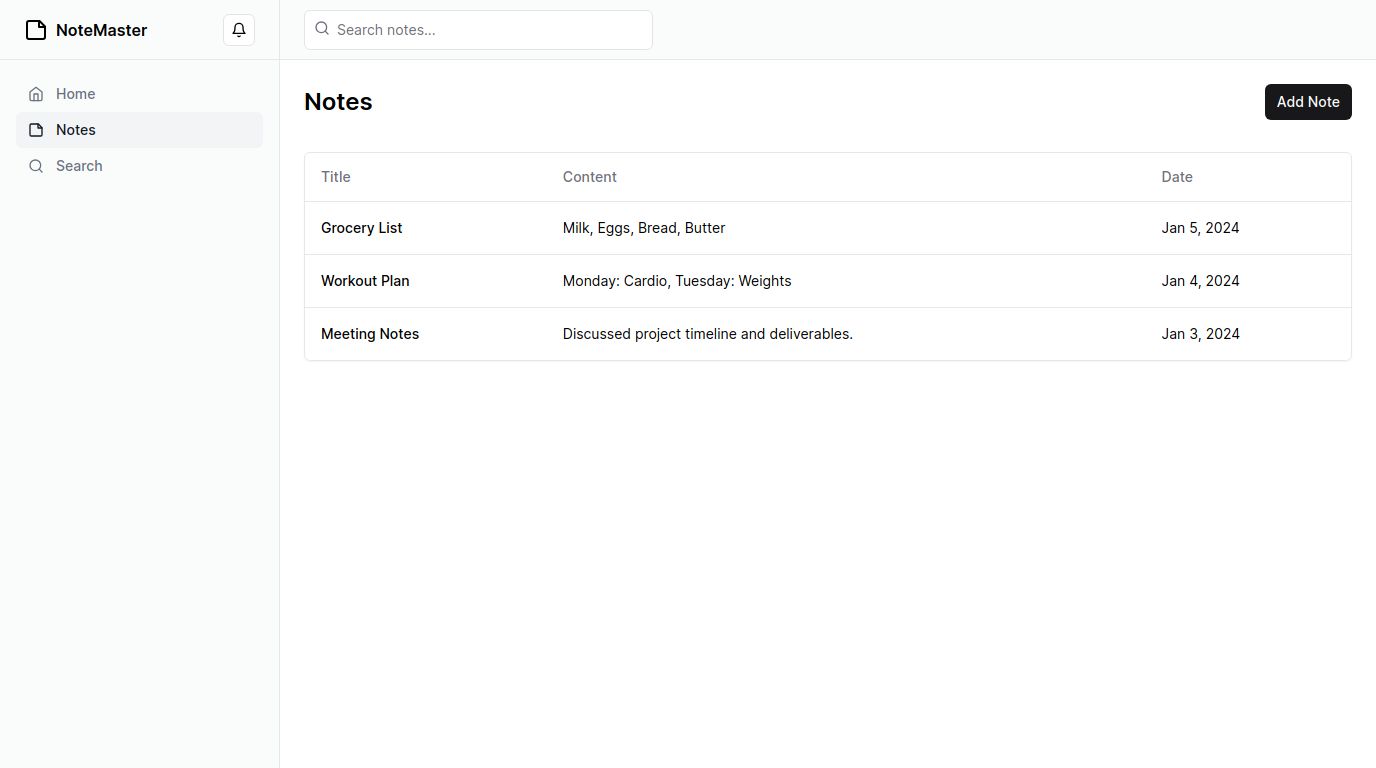 NoteMaster
Search notes...
Home
Notes
Search
Notes
Add Note
Title Content Date
Grocery List Milk, Eggs, Bread, Butter Jan 5, 2024
Workout Plan Monday: Cardio, Tuesday: Weights Jan 4, 2024
Meeting Notes Discussed project timeline and deliverables. Jan 3, 2024